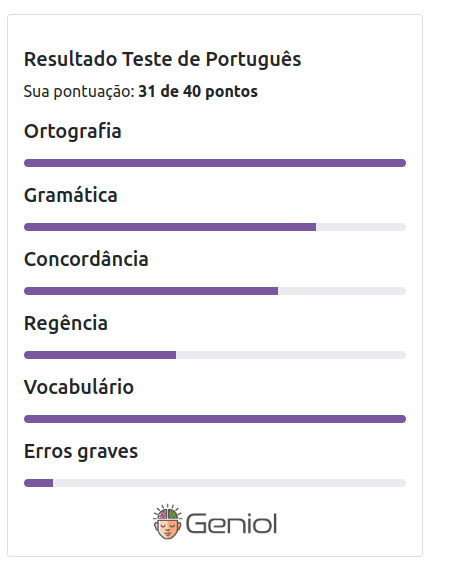 Resultado Teste de Português
Sua pontuação: 31 de 40 pontos
Ortografia
Gramática
Concordância
Regência
Vocabulário
Erros graves
Geniol